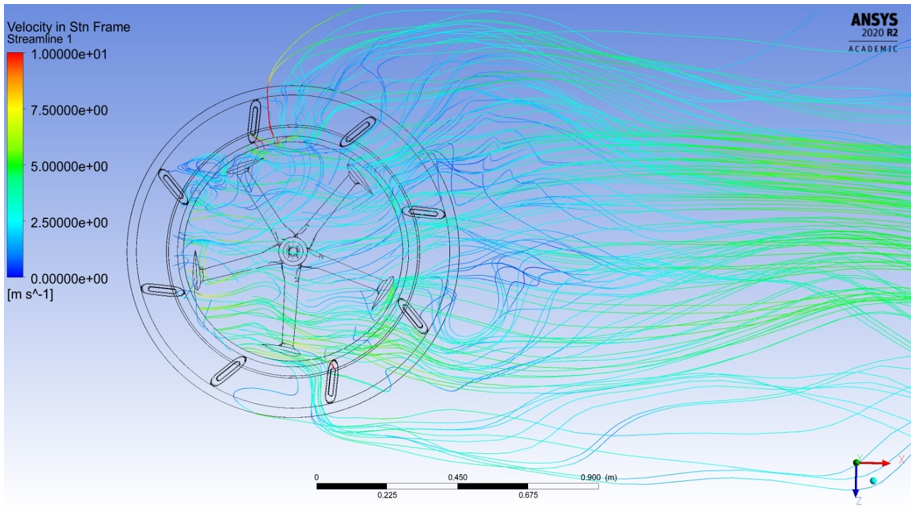 Velocity in Stn Frame
Streamline 1
1.00000e+01
7.50000e+00
5.00000e+00
2.50000e+00
0.00000e+00
[m s^-1]
ANSYS
2020 R2
ACADEMIC
0 0.450 0.900 (m)
0.225 0.675
Y X
Z